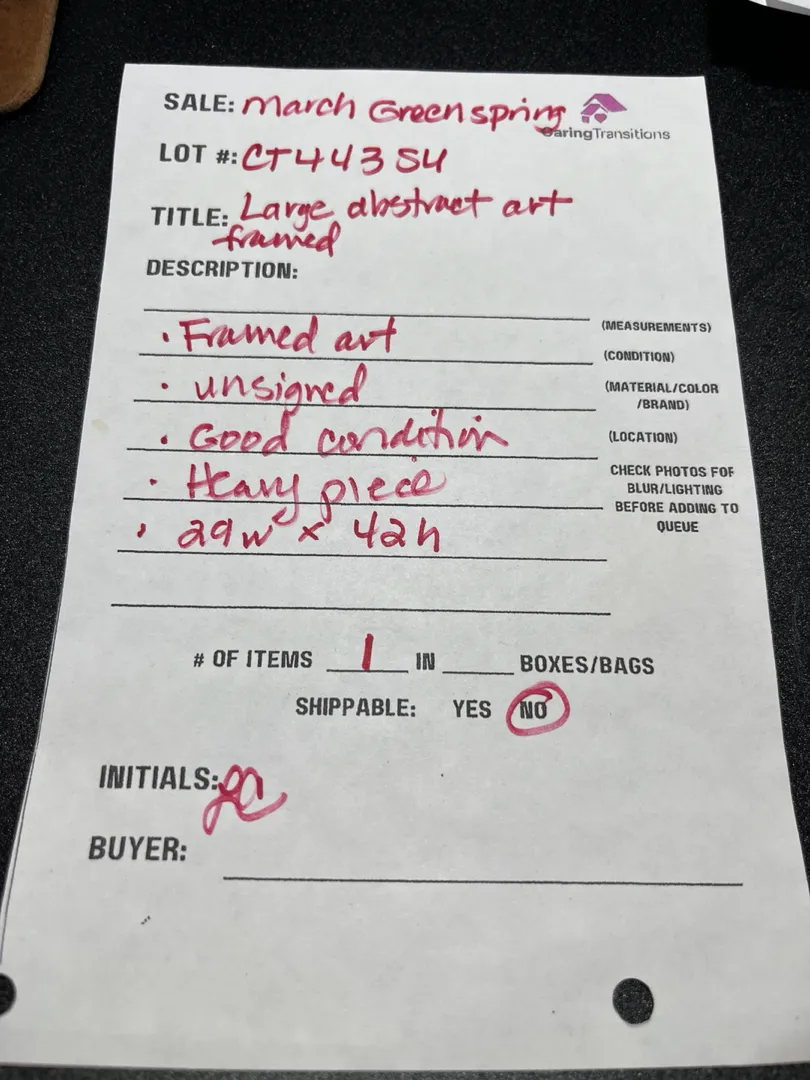 SALE: March Greenspring
CaringTransitions
LOT #: CT44354
TITLE: Large abstract art
framed
DESCRIPTION:
(MEASUREMENTS)
• Framed art
(CONDITION)
• unsigned
(MATERIAL/COLOR
/BRAND)
• Good condition
(LOCATION)
• Heavy piece
CHECK PHOTOS FOR
BLUR/LIGHTING
BEFORE ADDING TO
QUEUE
• 29w x 42h
# OF ITEMS 1 IN BOXES/BAGS
SHIPPABLE: YES NO
INITIALS:
BUYER: